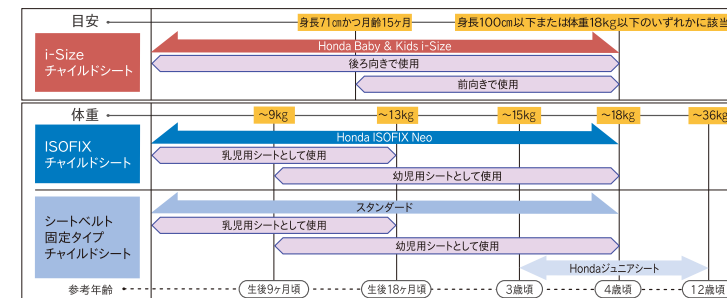 目安
身長71cmかつ月齢15ヶ月
身長100cm以下または体重18kg以下のいずれかに該当
i-Size
チャイルドシート
Honda Baby & Kids i-Size
後ろ向きで使用
前向きで使用
体重
~9kg
~13kg
~15kg
~18kg
~36kg
ISOFIX
チャイルドシート
Honda ISOFIX Neo
乳児用シートとして使用
幼児用シートとして使用
シートベルト
固定タイプ
チャイルドシート
スタンダード
乳児用シートとして使用
幼児用シートとして使用
Hondaジュニアシート
参考年齢
生後9ヶ月頃
生後18ヶ月頃
3歳頃
4歳頃
12歳頃